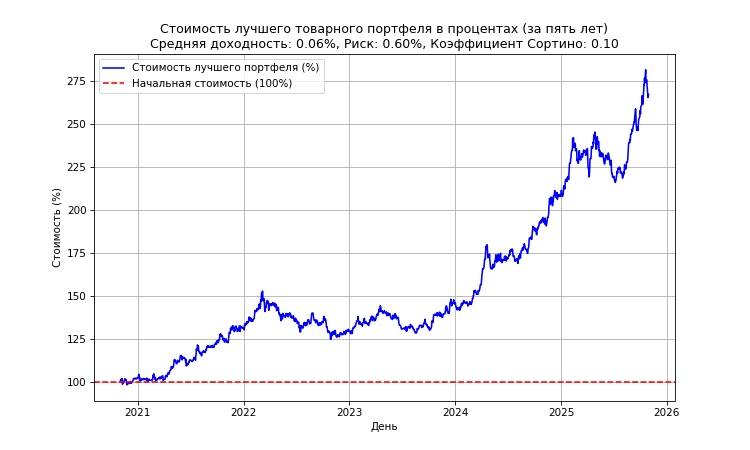 Стоимость лучшего товарного портфеля в процентах (за пять лет)
Средняя доходность: 0.06%, Риск: 0.60%, Коэффициент Сортино: 0.10
Стоимость лучшего портфеля (%)
Начальная стоимость (100%)
275
250
225
200
175
150
125
100
Стоимость (%)
2021 2022 2023 2024 2025 2026
День